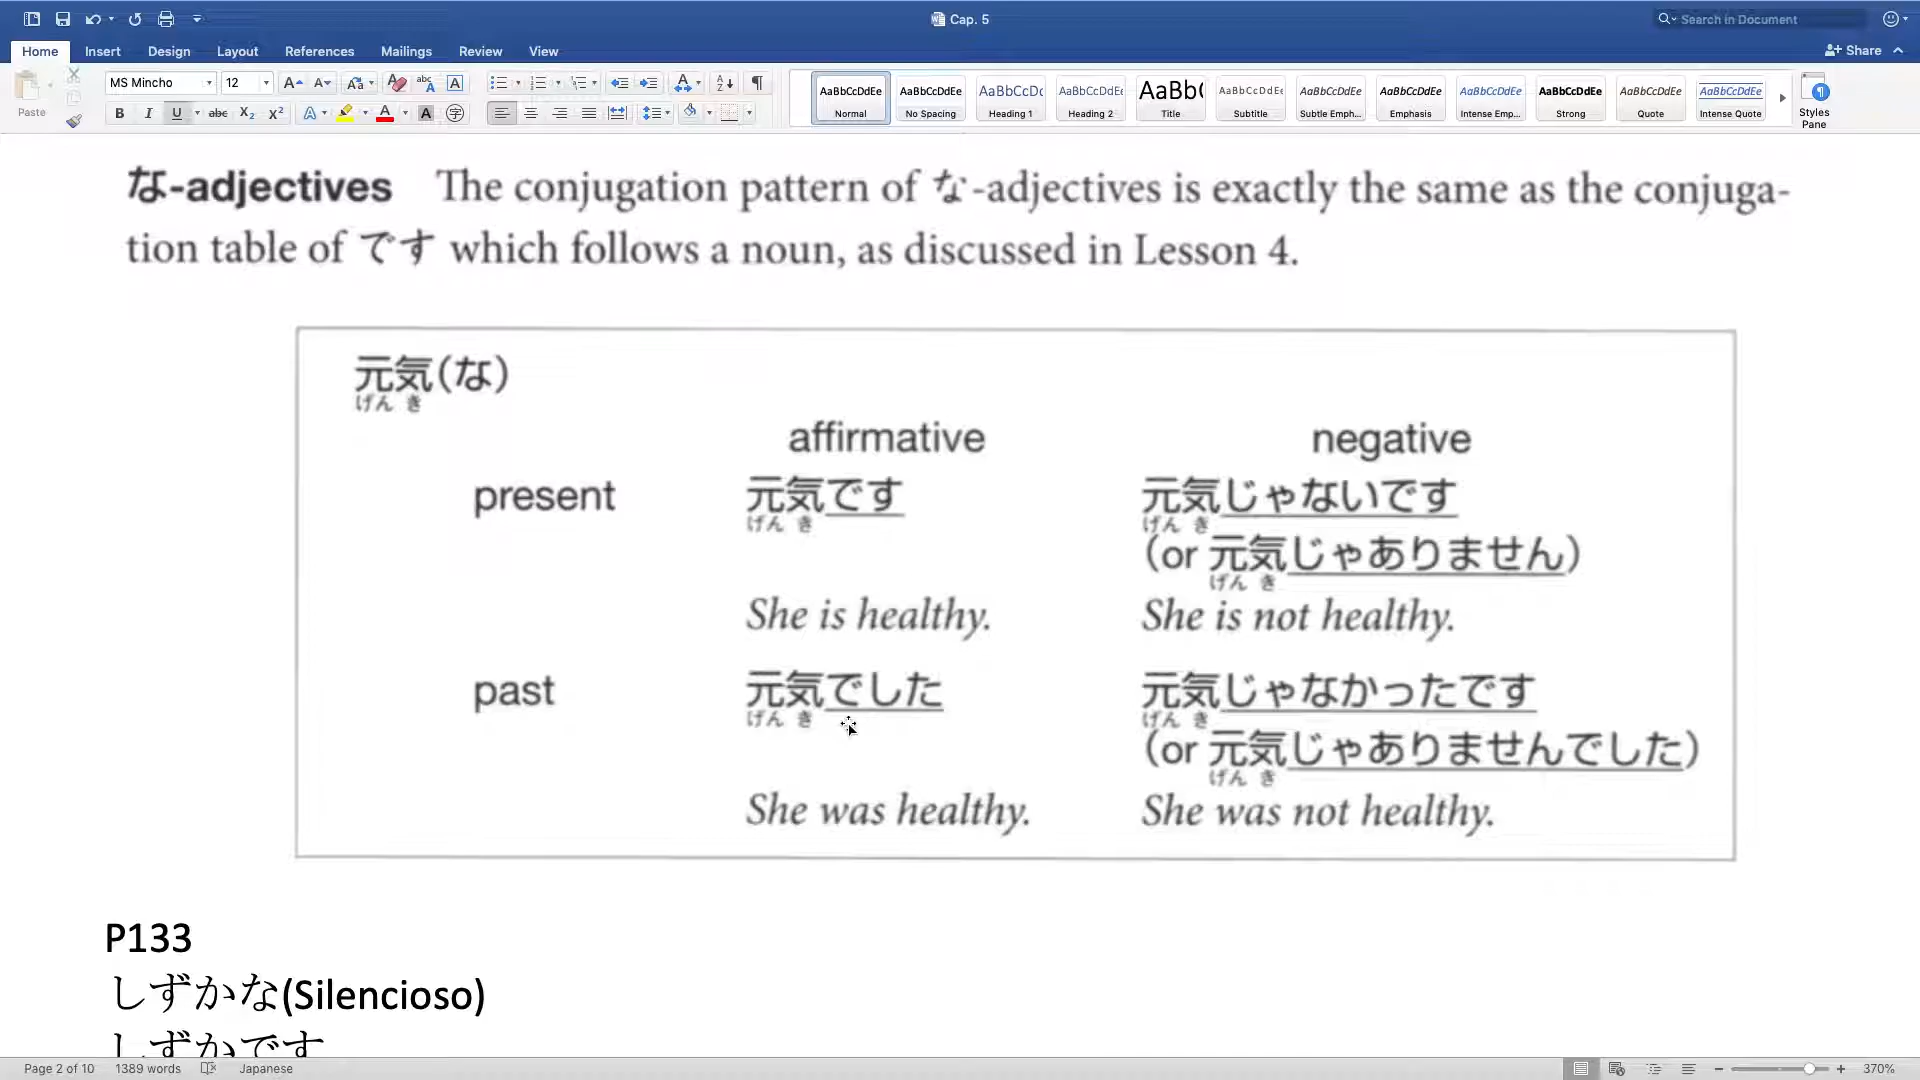 Cap. 5
Search in Document
Home Insert Design Layout References Mailings Review View
Share
Paste
MS Mincho 12
AaBbCcDdEe AaBbCcDdEe AaBbCcDc AaBbCcDdEe AaBbC AaBbCcDdEe AaBbCcDdEe AaBbCcDdEe AaBbCcDdEe AaBbCcDdEe AaBbCcDdEe AaBbCcDdEe
Normal No Spacing Heading 1 Heading 2 Title Subtitle Subtle Emph... Emphasis Intense Emp... Strong Quote Intense Quote
Styles Pane
な-adjectives The conjugation pattern of な-adjectives is exactly the same as the conjuga-
tion table of です which follows a noun, as discussed in Lesson 4.
元気(な)
げん き
affirmative negative
present 元気です 元気じゃないです
げん き げん き
(or 元気じゃありません)
げん き
She is healthy. She is not healthy.
past 元気でした 元気じゃなかったです
げん き げん き
(or 元気じゃありませんでした)
げん き
She was healthy. She was not healthy.
P133
しずかな(Silencioso)
しずかです
Page 2 of 10 1389 words Japanese 370%